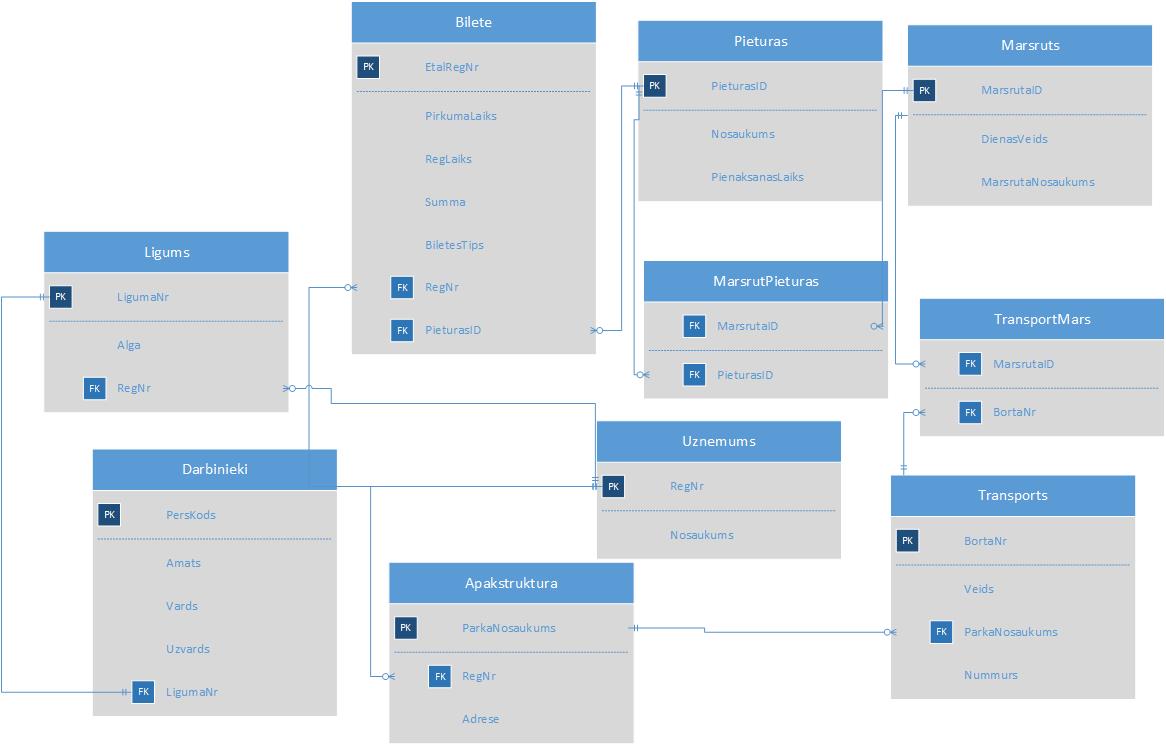 Bilete
PK EtalRegNr
PirkumaLaiks
RegLaiks
Summa
BiletesTips
FK RegNr
FK PieturasID
Pieturas
PK PieturasID
Nosaukums
PienaksanasLaiks
Marsruts
PK MarsrutaID
DienasVeids
MarsrutaNosaukums
Ligums
PK LigumaNr
Alga
FK RegNr
MarsrutPieturas
FK MarsrutaID
FK PieturasID
TransportMars
FK MarsrutaID
FK BortaNr
Darbinieki
PK PersKods
Amats
Vards
Uzvards
FK LigumaNr
Uznemums
PK RegNr
Nosaukums
Transports
PK BortaNr
Veids
FK ParkaNosaukums
Nummurs
Apakstruktura
PK ParkaNosaukums
FK RegNr
Adrese